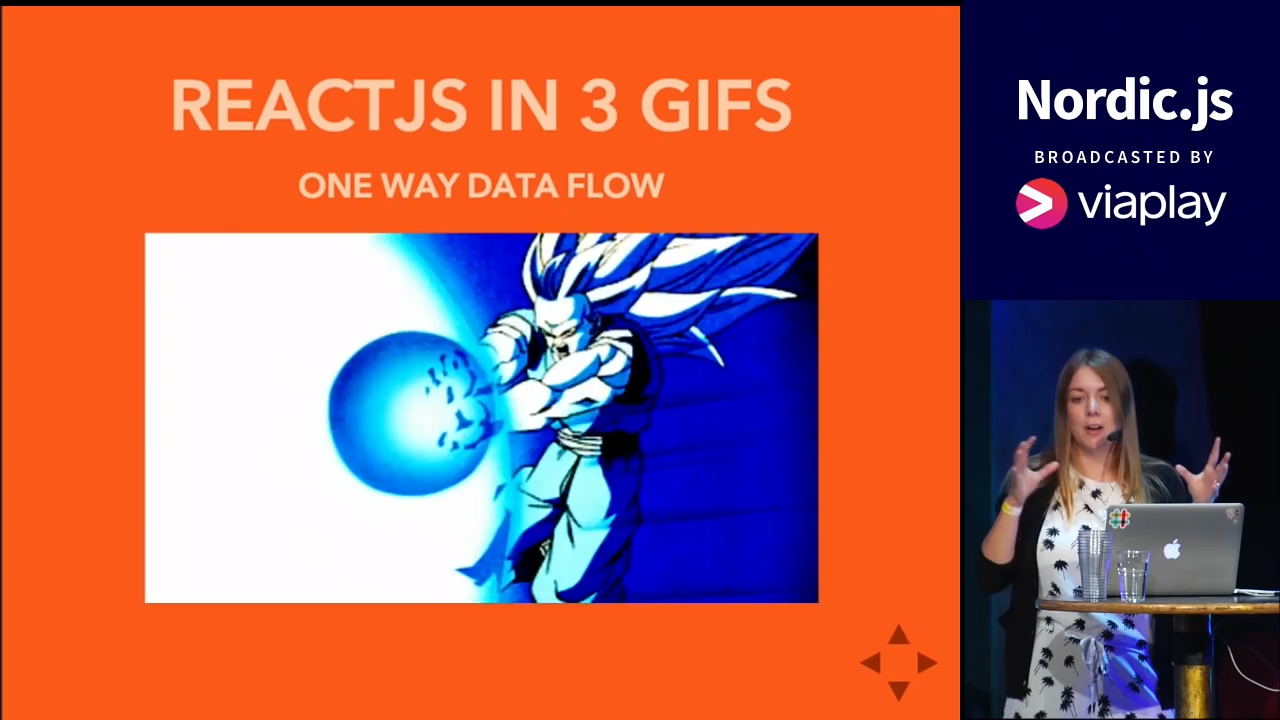 REACTJS IN 3 GIFS
ONE WAY DATA FLOW
Nordic.js
BROADCASTED BY
viaplay